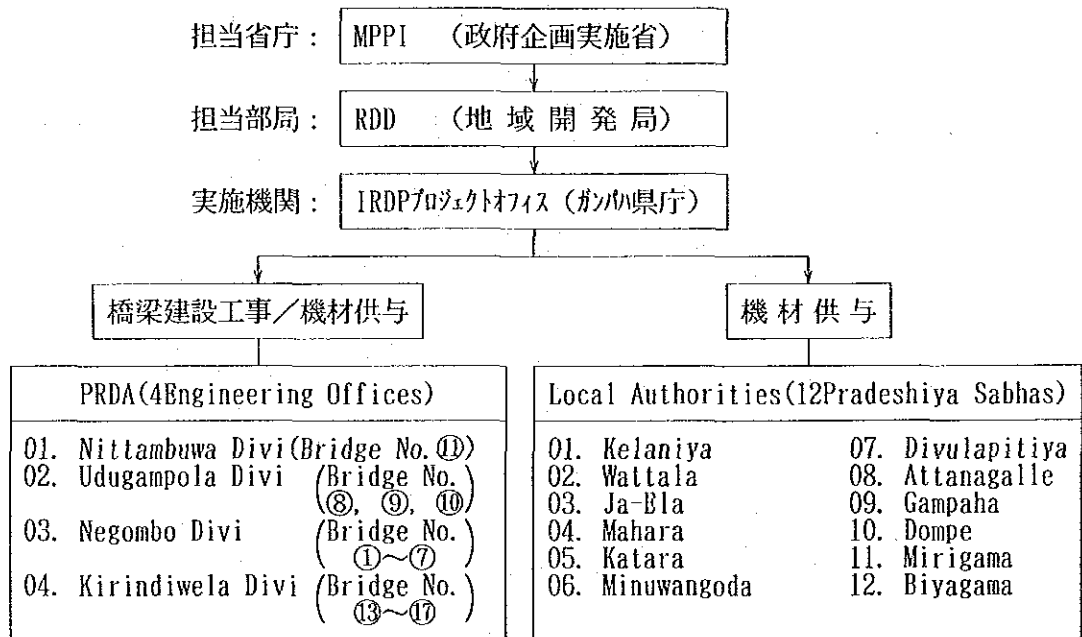 担当省庁： MPPI （政府企画実施省）
担当部局： RDD （地域開発局）
実施機関： IRDPプロジェクトオフィス（ガンパハ県庁）
橋梁建設工事／機材供与
機材供与
PRDA(4Engineering Offices)
01. Nittambuwa Divi(Bridge No.⑪)
02. Udugampola Divi (Bridge No.
⑧, ⑨, ⑩)
03. Negombo Divi (Bridge No.
①～⑦)
04. Kirindiwela Divi (Bridge No.
⑬～⑰)
Local Authorities(12Pradeshiya Sabhas)
01. Kelaniya
02. Wattala
03. Ja-Ela
04. Mahara
05. Katara
06. Minuwangoda
07. Divulapitiya
08. Attanagalle
09. Gampaha
10. Dompe
11. Mirigama
12. Biyagama